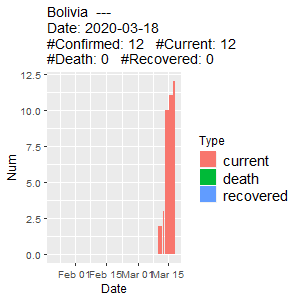 Bolivia  ---
Date: 2020-03-18
#Confirmed: 12   #Current: 12
#Death: 0   #Recovered: 0
12.5
10.0
7.5
5.0
2.5
0.0
Num
Feb 01 Feb 15 Mar 01 Mar 15
Date
Type
current
death
recovered